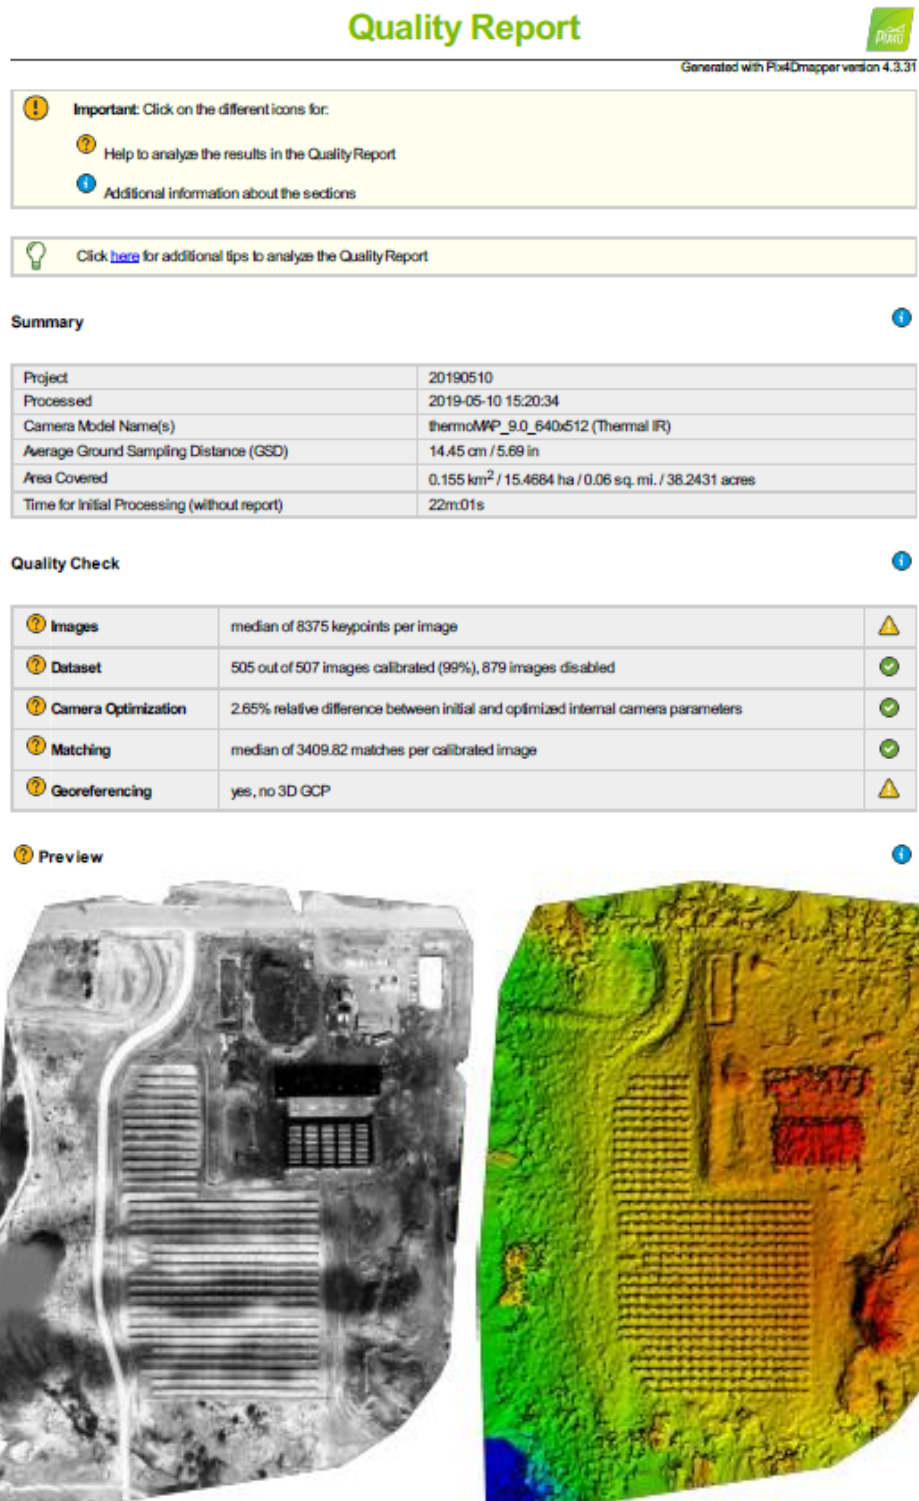 Quality Report
PIX4D
Generated with Pix4Dmapper version 4.3.31
Important: Click on the different icons for:
Help to analyze the results in the Quality Report
Additional information about the sections
Click here for additional tips to analyze the Quality Report
Summary
Project 20190510
Processed 2019-05-10 15:20:34
Camera Model Name(s) thermoMAP_9.0_640x512 (Thermal IR)
Average Ground Sampling Distance (GSD) 14.45 cm / 5.69 in
Area Covered 0.155 km² / 15.4684 ha / 0.06 sq. mi. / 38.2431 acres
Time for Initial Processing (without report) 22m:01s
Quality Check
Images median of 8375 keypoints per image
Dataset 505 out of 507 images calibrated (99%), 879 images disabled
Camera Optimization 2.65% relative difference between initial and optimized internal camera parameters
Matching median of 3409.82 matches per calibrated image
Georeferencing yes, no 3D GCP
Preview